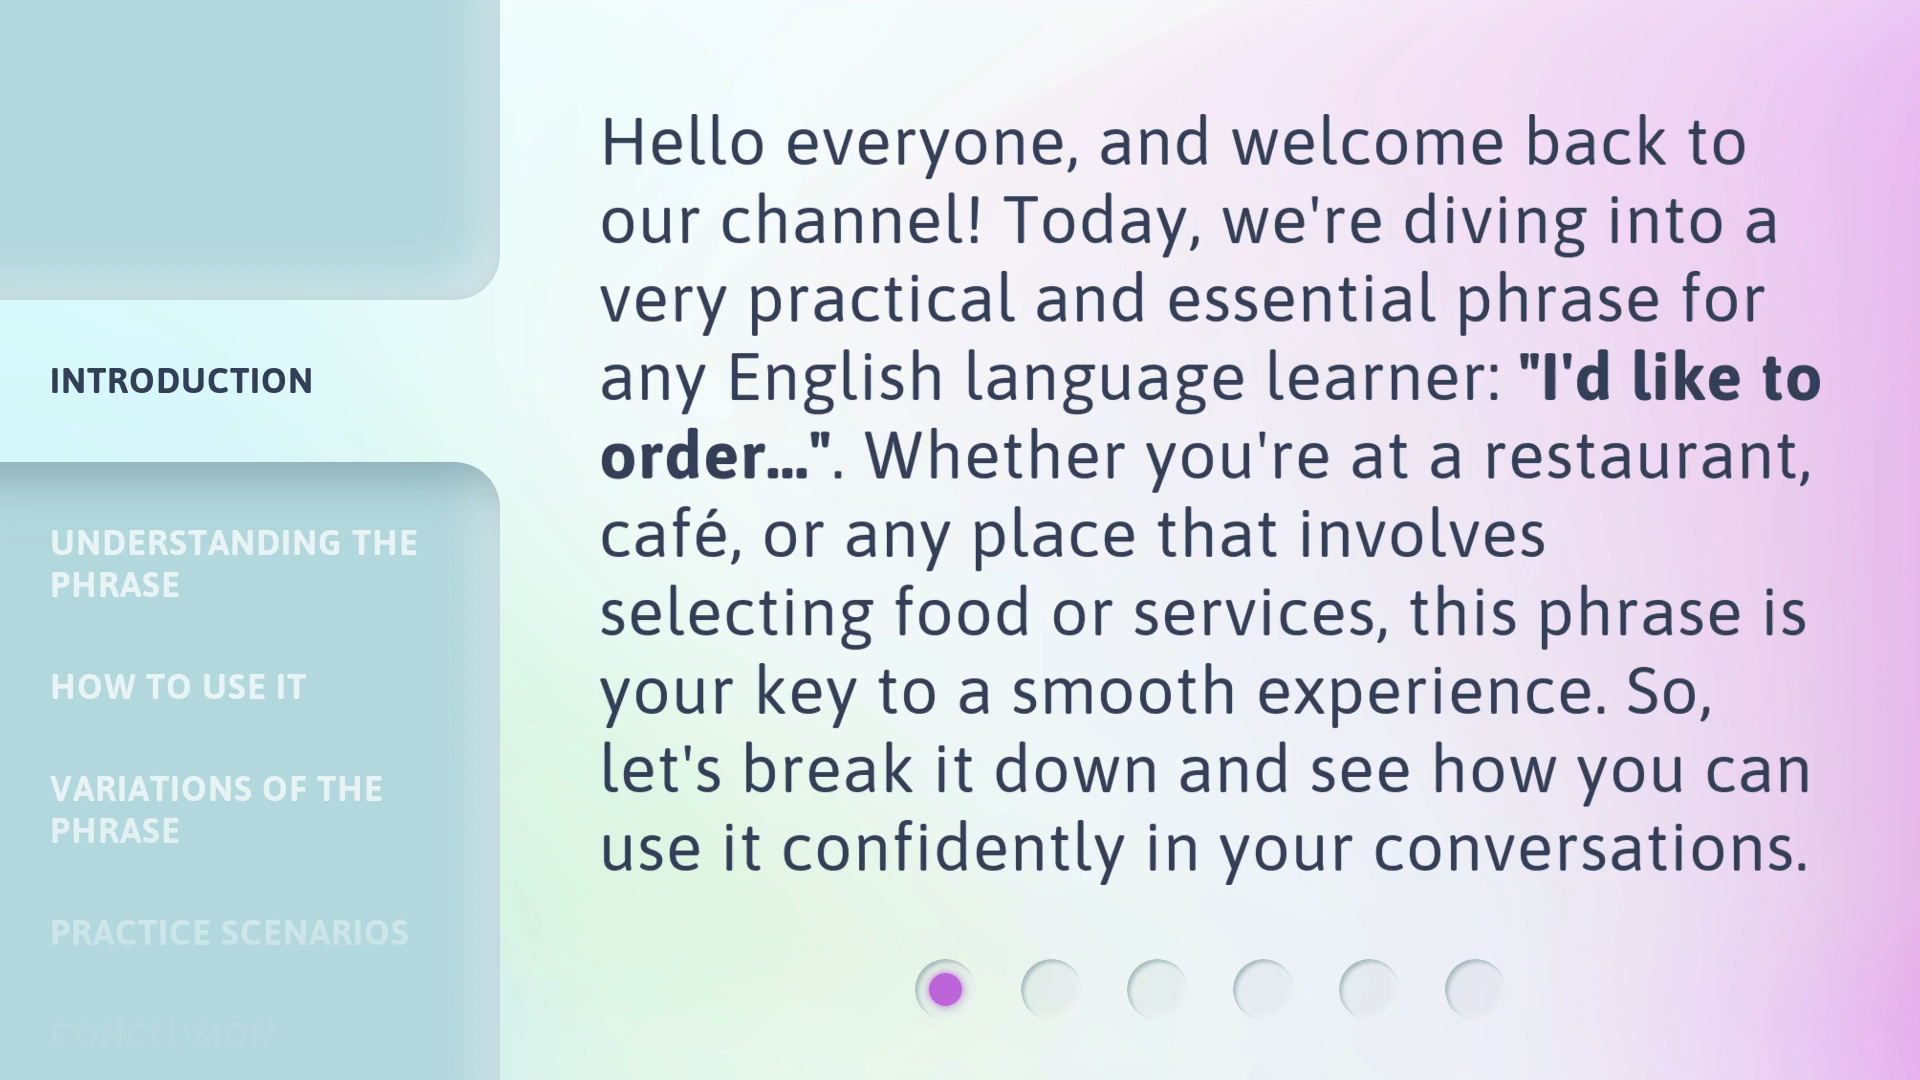 INTRODUCTION
UNDERSTANDING THE
PHRASE
HOW TO USE IT
VARIATIONS OF THE
PHRASE
PRACTICE SCENARIOS
CONCLUSION
Hello everyone, and welcome back to
our channel! Today, we're diving into a
very practical and essential phrase for
any English language learner: "I'd like to
order...". Whether you're at a restaurant,
café, or any place that involves
selecting food or services, this phrase is
your key to a smooth experience. So,
let's break it down and see how you can
use it confidently in your conversations.